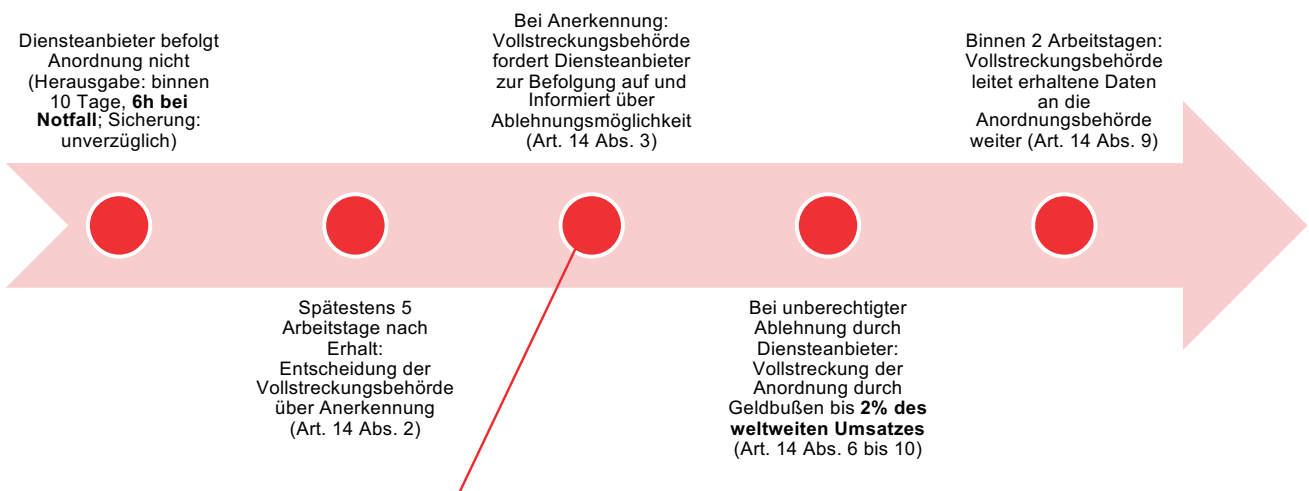 Diensteanbieter befolgt
Anordnung nicht
(Herausgabe: binnen
10 Tage, 6h bei
Notfall; Sicherung:
unverzüglich)
Spätestens 5
Arbeitstage nach
Erhalt:
Entscheidung der
Vollstreckungsbehörde
über Anerkennung
(Art. 14 Abs. 2)
Bei Anerkennung:
Vollstreckungsbehörde
fordert Diensteanbieter
zur Befolgung auf und
Informiert über
Ablehnungsmöglichkeit
(Art. 14 Abs. 3)
Bei unberechtigter
Ablehnung durch
Diensteanbieter:
Vollstreckung der
Anordnung durch
Geldbußen bis 2% des
weltweiten Umsatzes
(Art. 14 Abs. 6 bis 10)
Binnen 2 Arbeitstagen:
Vollstreckungsbehörde
leitet erhaltene Daten
an die
Anordnungsbehörde
weiter (Art. 14 Abs. 9)